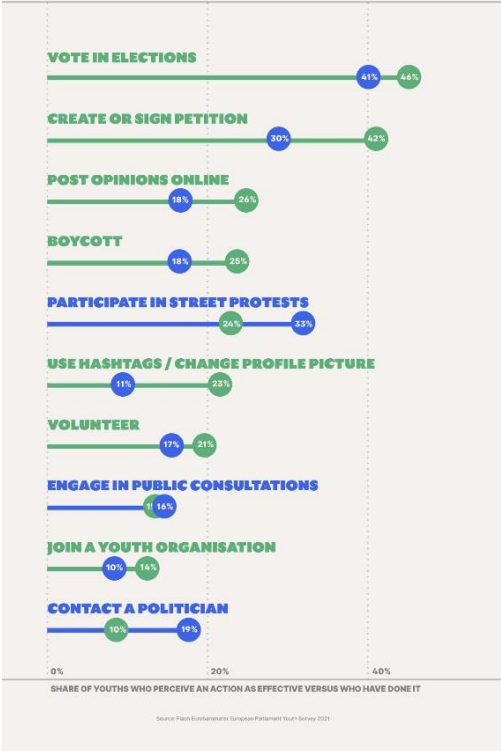 VOTE IN ELECTIONS
41% 46%
CREATE OR SIGN PETITION
30% 42%
POST OPINIONS ONLINE
18% 26%
BOYCOTT
18% 25%
PARTICIPATE IN STREET PROTESTS
24% 33%
USE HASHTAGS / CHANGE PROFILE PICTURE
11% 23%
VOLUNTEER
17% 21%
ENGAGE IN PUBLIC CONSULTATIONS
16%
JOIN A YOUTH ORGANISATION
10% 14%
CONTACT A POLITICIAN
10% 19%
0% 20% 40%
SHARE OF YOUTHS WHO PERCEIVE AN ACTION AS EFFECTIVE VERSUS WHO HAVE DONE IT
Source: Flash Eurobarometer European Parliament Youth Survey 2021